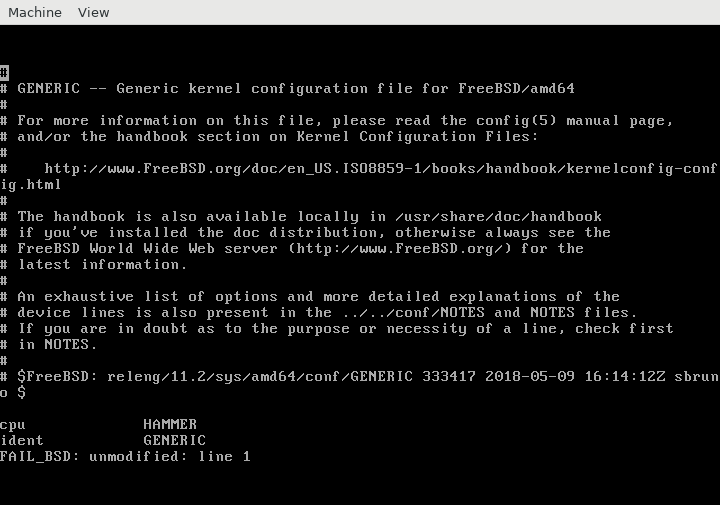 Machine View
#
# GENERIC -- Generic kernel configuration file for FreeBSD/amd64
#
# For more information on this file, please read the config(5) manual page,
# and/or the handbook section on Kernel Configuration Files:
#
#    http://www.FreeBSD.org/doc/en_US.ISO8859-1/books/handbook/kernelconfig-conf
ig.html
#
# The handbook is also available locally in /usr/share/doc/handbook
# if you've installed the doc distribution, otherwise always see the
# FreeBSD World Wide Web server (http://www.FreeBSD.org/) for the
# latest information.
#
# An exhaustive list of options and more detailed explanations of the
# device lines is also present in the ../../conf/NOTES and NOTES files.
# If you are in doubt as to the purpose or necessity of a line, check first
# in NOTES.
#
# $FreeBSD: releng/11.2/sys/amd64/conf/GENERIC 333417 2018-05-09 16:14:12Z sbrun
o $

cpu             HAMMER
ident           GENERIC
FAIL_BSD: unmodified: line 1